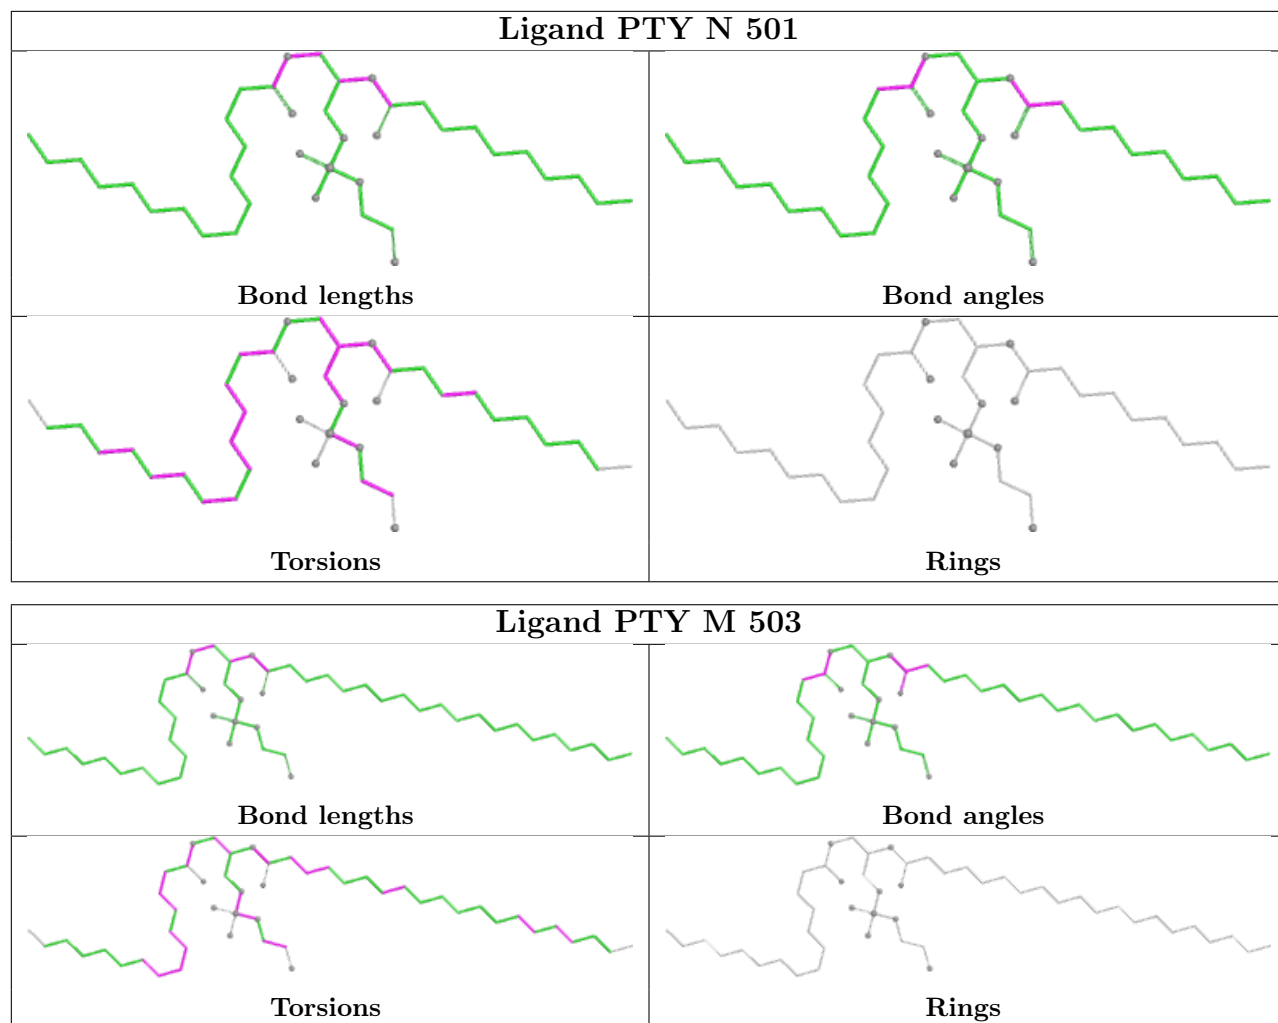 Ligand PTY N 501
Bond lengths
Bond angles
Torsions
Rings
Ligand PTY M 503
Bond lengths
Bond angles
Torsions
Rings